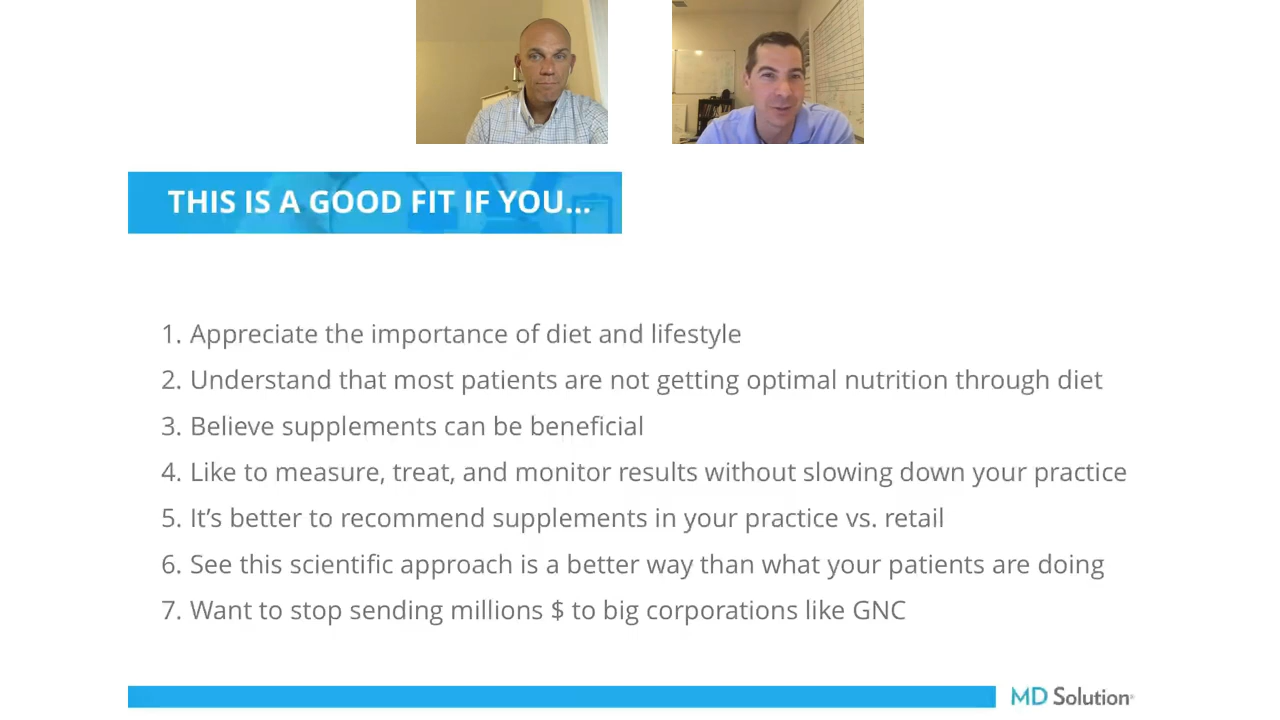 THIS IS A GOOD FIT IF YOU...
1. Appreciate the importance of diet and lifestyle
2. Understand that most patients are not getting optimal nutrition through diet
3. Believe supplements can be beneficial
4. Like to measure, treat, and monitor results without slowing down your practice
5. It’s better to recommend supplements in your practice vs. retail
6. See this scientific approach is a better way than what your patients are doing
7. Want to stop sending millions $ to big corporations like GNC
MD Solution®